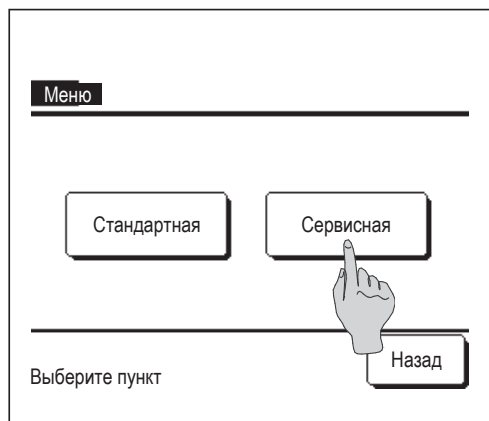 Меню
Стандартная Сервисная
Назад
Выберите пункт